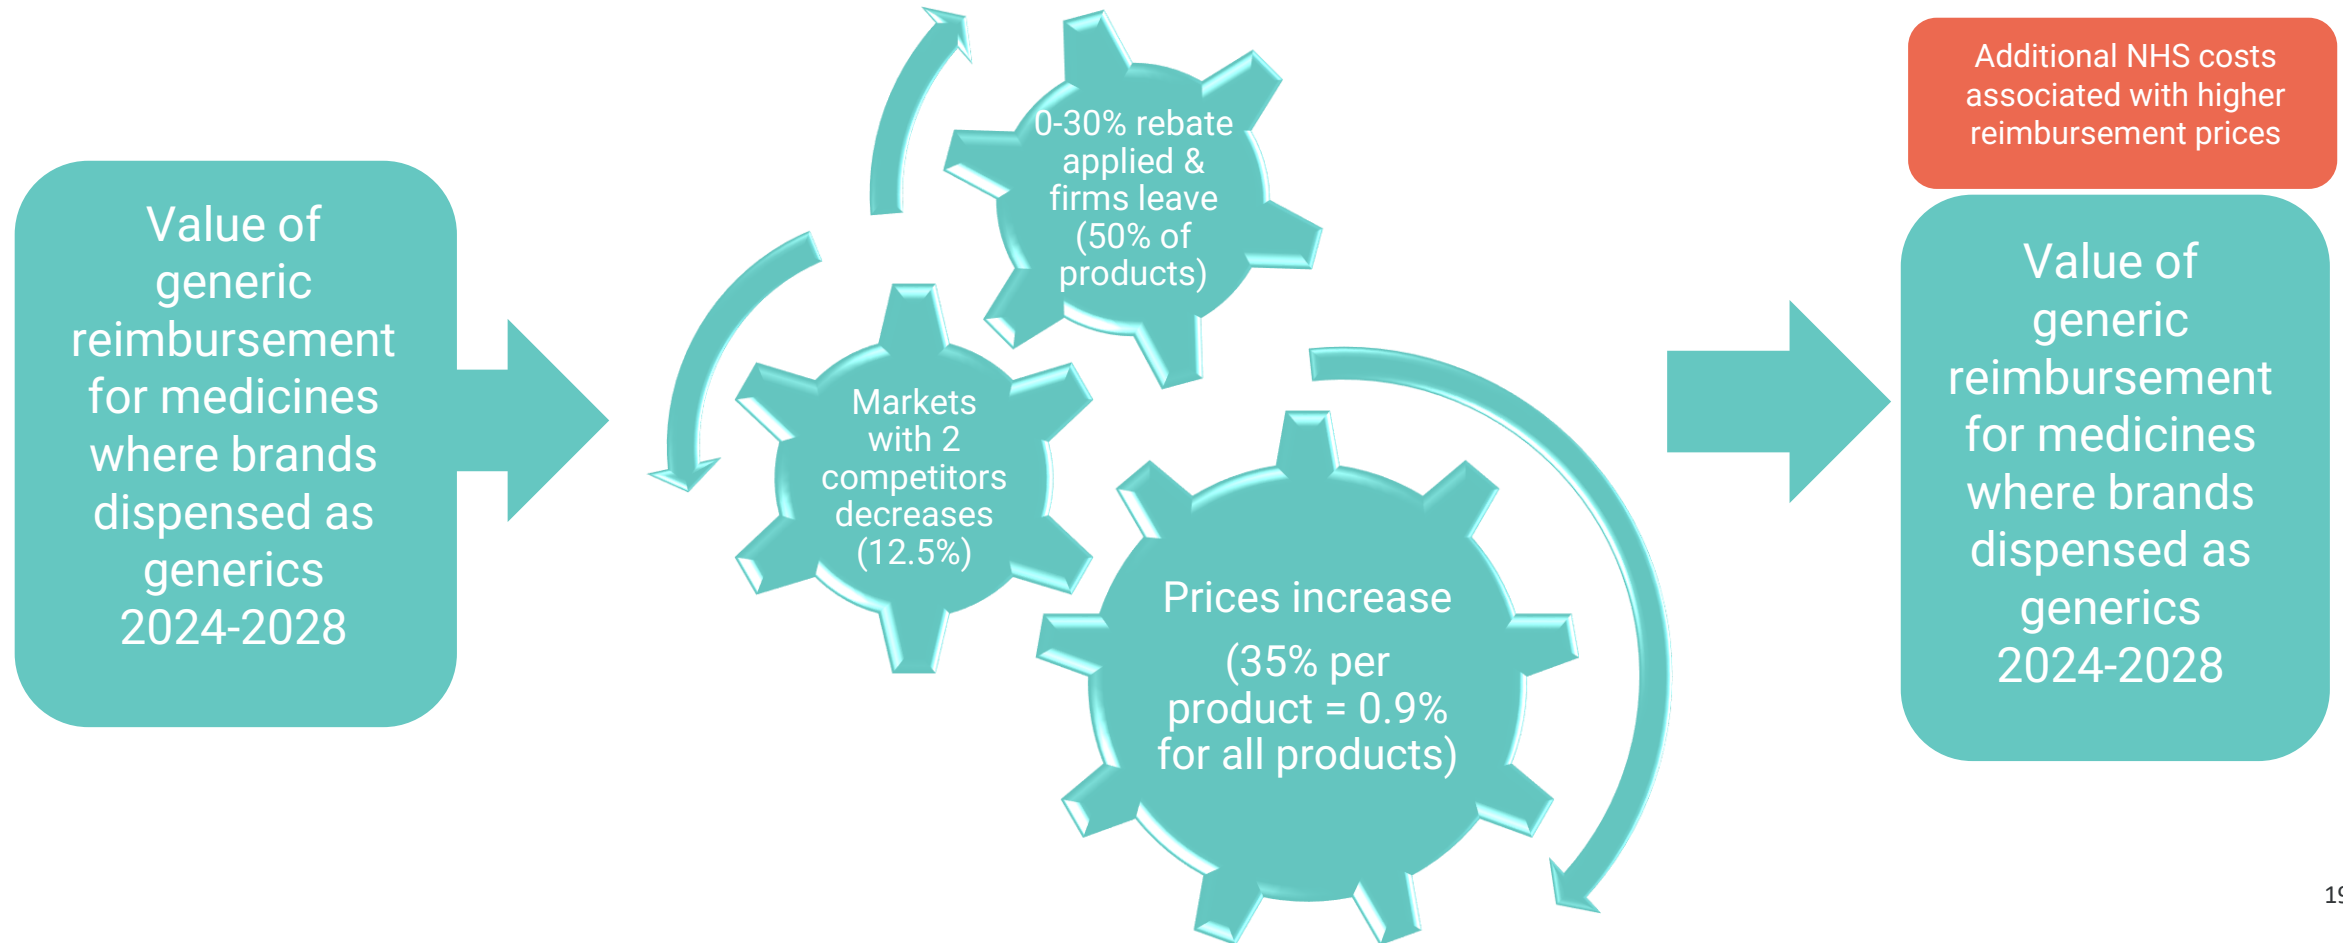 Value of
generic
reimbursement
for medicines
where brands
dispensed as
generics
2024-2028
0-30% rebate
applied &
firms leave
(50% of
products)
Markets
with 2
competitors
decreases
(12.5%)
Prices increase
(35% per
product = 0.9%
for all products)
Additional NHS costs
associated with higher
reimbursement prices
Value of
generic
reimbursement
for medicines
where brands
dispensed as
generics
2024-2028
19